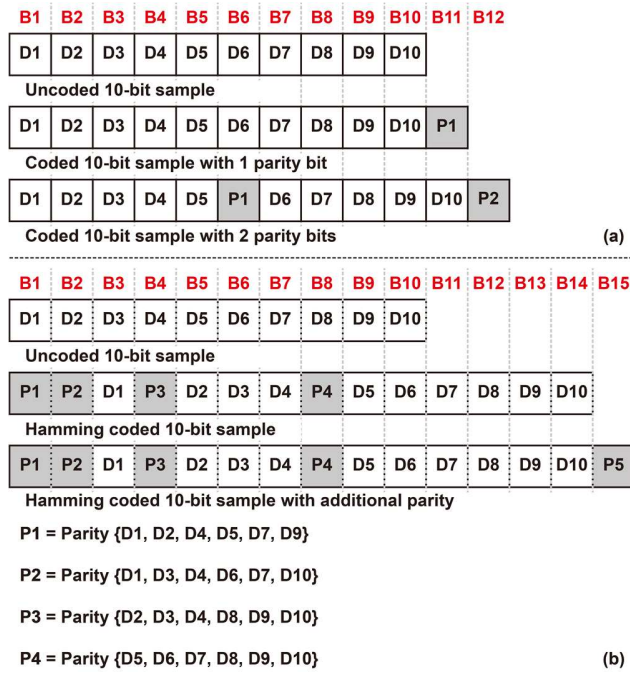 B1 B2 B3 B4 B5 B6 B7 B8 B9 B10 B11 B12
D1 D2 D3 D4 D5 D6 D7 D8 D9 D10
Uncoded 10-bit sample
D1 D2 D3 D4 D5 D6 D7 D8 D9 D10 P1
Coded 10-bit sample with 1 parity bit
D1 D2 D3 D4 D5 P1 D6 D7 D8 D9 D10 P2
Coded 10-bit sample with 2 parity bits (a)
B1 B2 B3 B4 B5 B6 B7 B8 B9 B10 B11 B12 B13 B14 B15
D1 D2 D3 D4 D5 D6 D7 D8 D9 D10
Uncoded 10-bit sample
P1 P2 D1 P3 D2 D3 D4 P4 D5 D6 D7 D8 D9 D10
Hamming coded 10-bit sample
P1 P2 D1 P3 D2 D3 D4 P4 D5 D6 D7 D8 D9 D10 P5
Hamming coded 10-bit sample with additional parity
P1 = Parity {D1, D2, D4, D5, D7, D9}
P2 = Parity {D1, D3, D4, D6, D7, D10}
P3 = Parity {D2, D3, D4, D8, D9, D10}
P4 = Parity {D5, D6, D7, D8, D9, D10} (b)